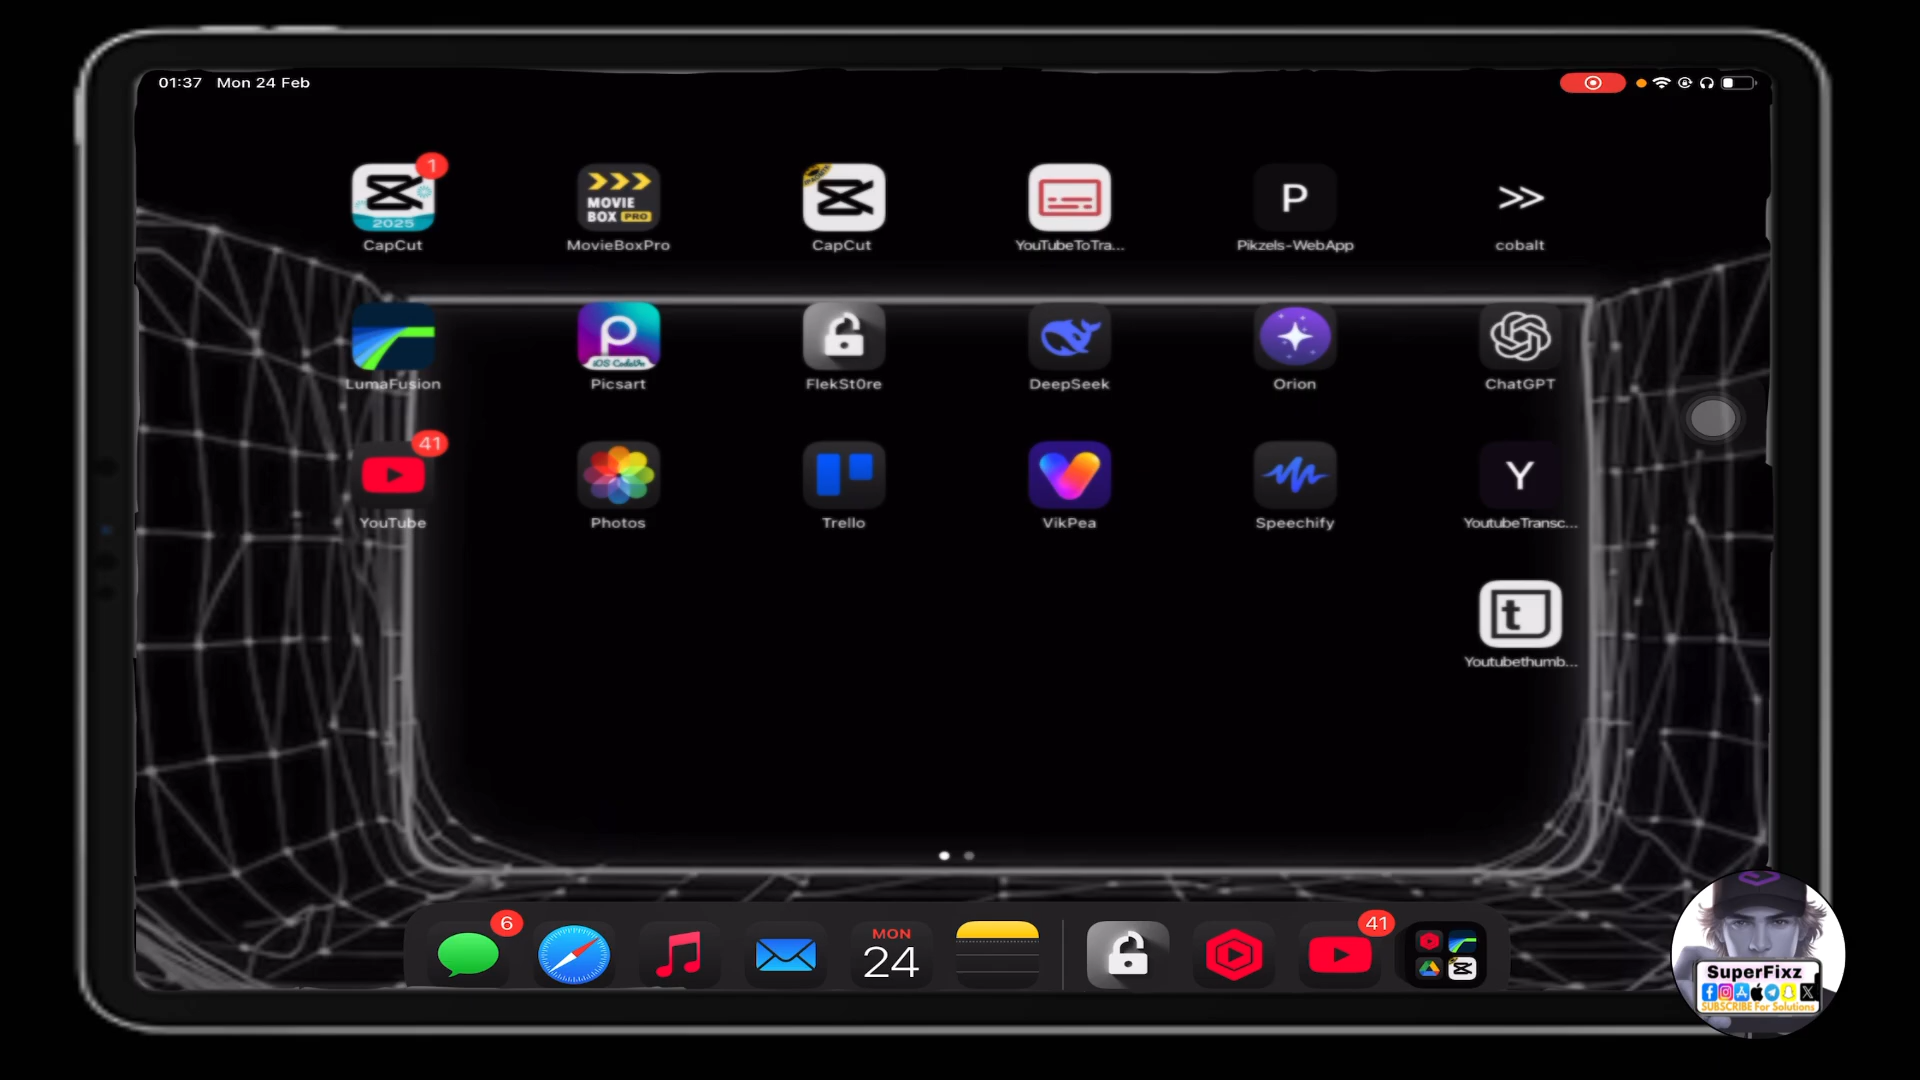 01:37 Mon 24 Feb
1
2025
MOVIE
BOX PRO
P
CapCut
MovieBoxPro
CapCut
YouTubeToTra...
Pikzels-WebApp
cobalt
iOS CodeVn
LumaFusion
Picsart
FlekSt0re
DeepSeek
Orion
ChatGPT
41
Y
YouTube
Photos
Trello
VikPea
Speechify
YoutubeTransc...
t
Youtubethumb...
6
MON
24
41
SuperFixz
SUBSCRIBE For Solutions